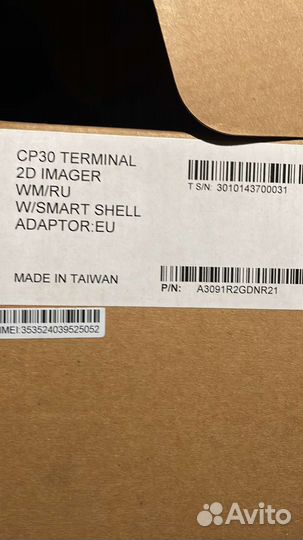 CP30 TERMINAL
2D IMAGER
WM/RU
W/SMART SHELL
ADAPTOR:EU
T S/N: 3010143700031
MADE IN TAIWAN
P/N: A3091R2GDNR21
IMEI:353524039525052
Avito